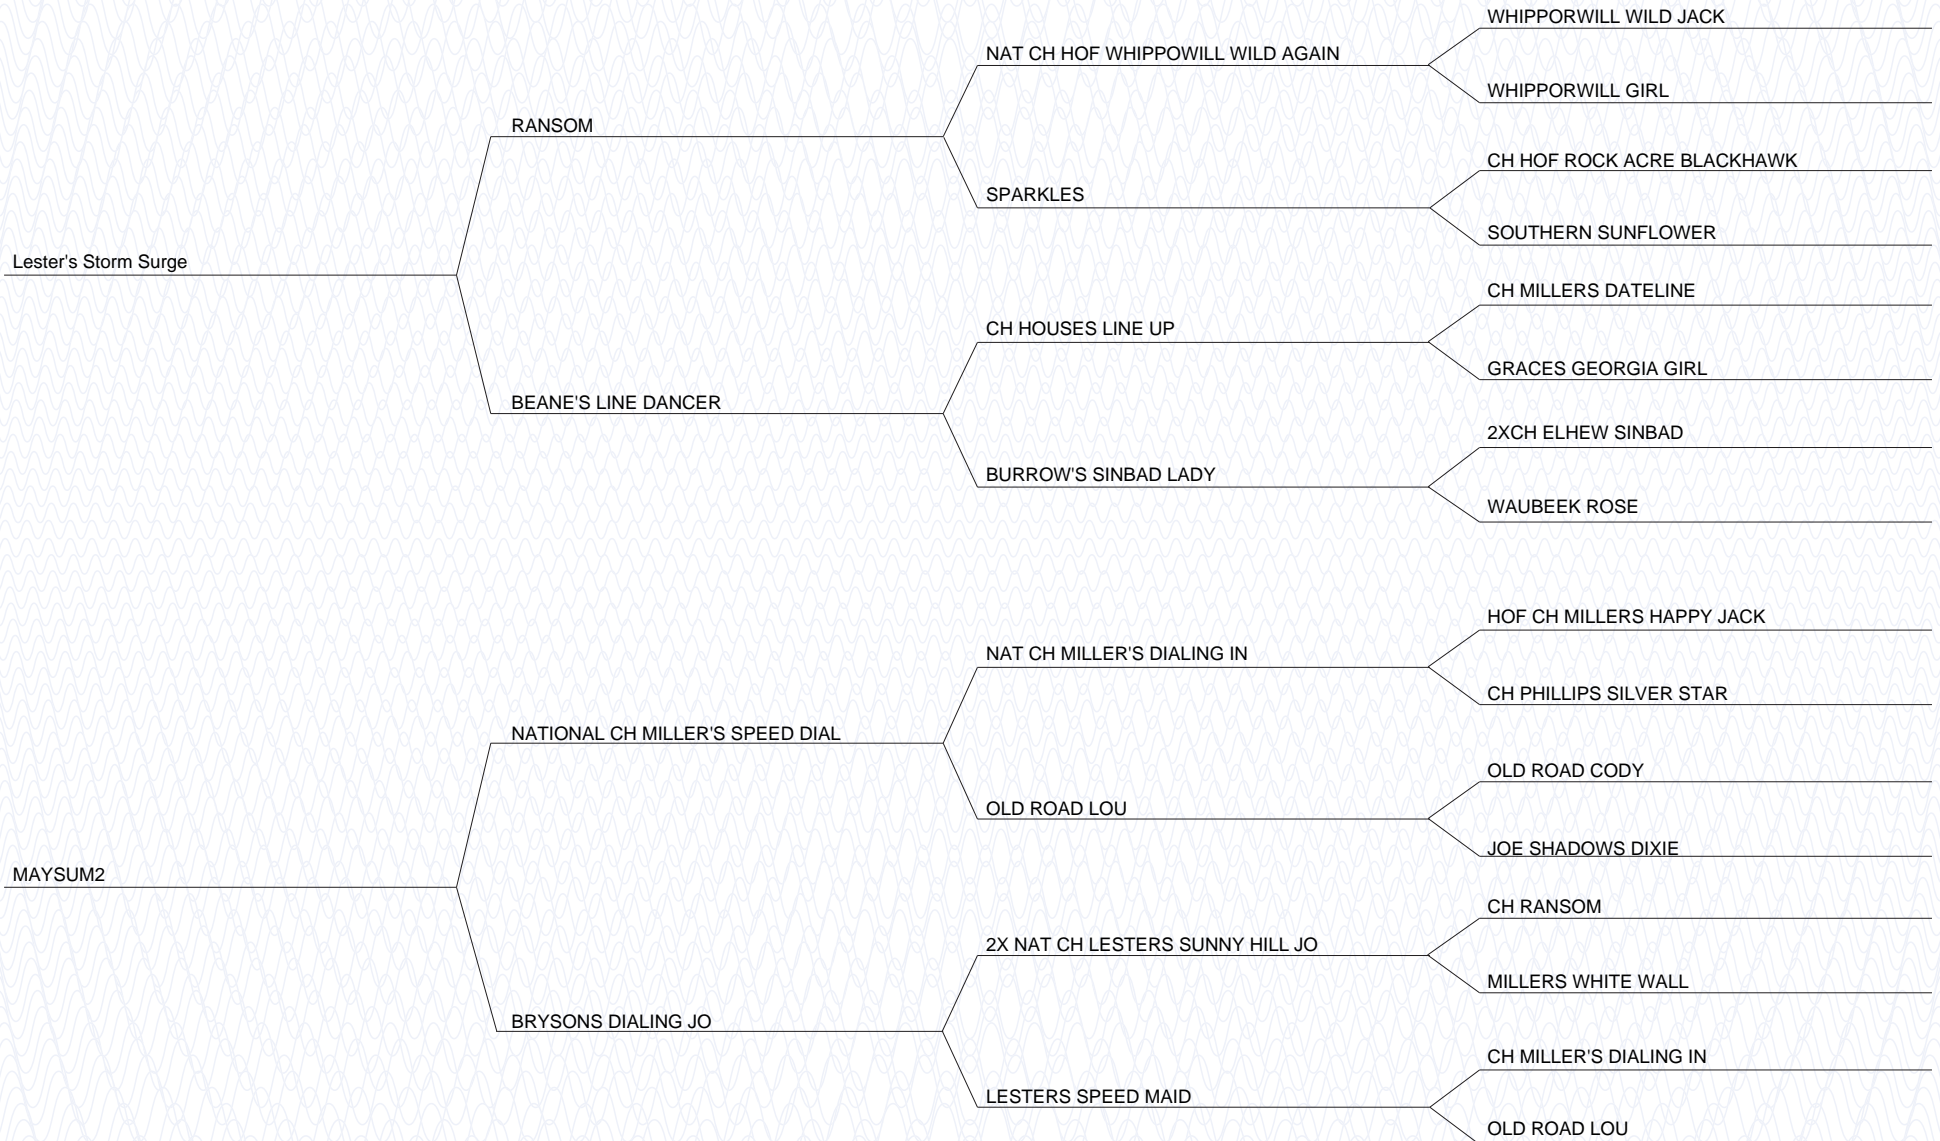 WHIPPORWILL WILD JACK
NAT CH HOF WHIPPOWILL WILD AGAIN
WHIPPORWILL GIRL
RANSOM
CH HOF ROCK ACRE BLACKHAWK
SPARKLES
SOUTHERN SUNFLOWER
Lester's Storm Surge
CH MILLERS DATELINE
CH HOUSES LINE UP
GRACES GEORGIA GIRL
BEANE'S LINE DANCER
2XCH ELHEW SINBAD
BURROW'S SINBAD LADY
WAUBEEK ROSE
HOF CH MILLERS HAPPY JACK
NAT CH MILLER'S DIALING IN
CH PHILLIPS SILVER STAR
NATIONAL CH MILLER'S SPEED DIAL
OLD ROAD CODY
OLD ROAD LOU
JOE SHADOWS DIXIE
MAYSUM2
CH RANSOM
2X NAT CH LESTERS SUNNY HILL JO
MILLERS WHITE WALL
BRYSONS DIALING JO
CH MILLER'S DIALING IN
LESTERS SPEED MAID
OLD ROAD LOU